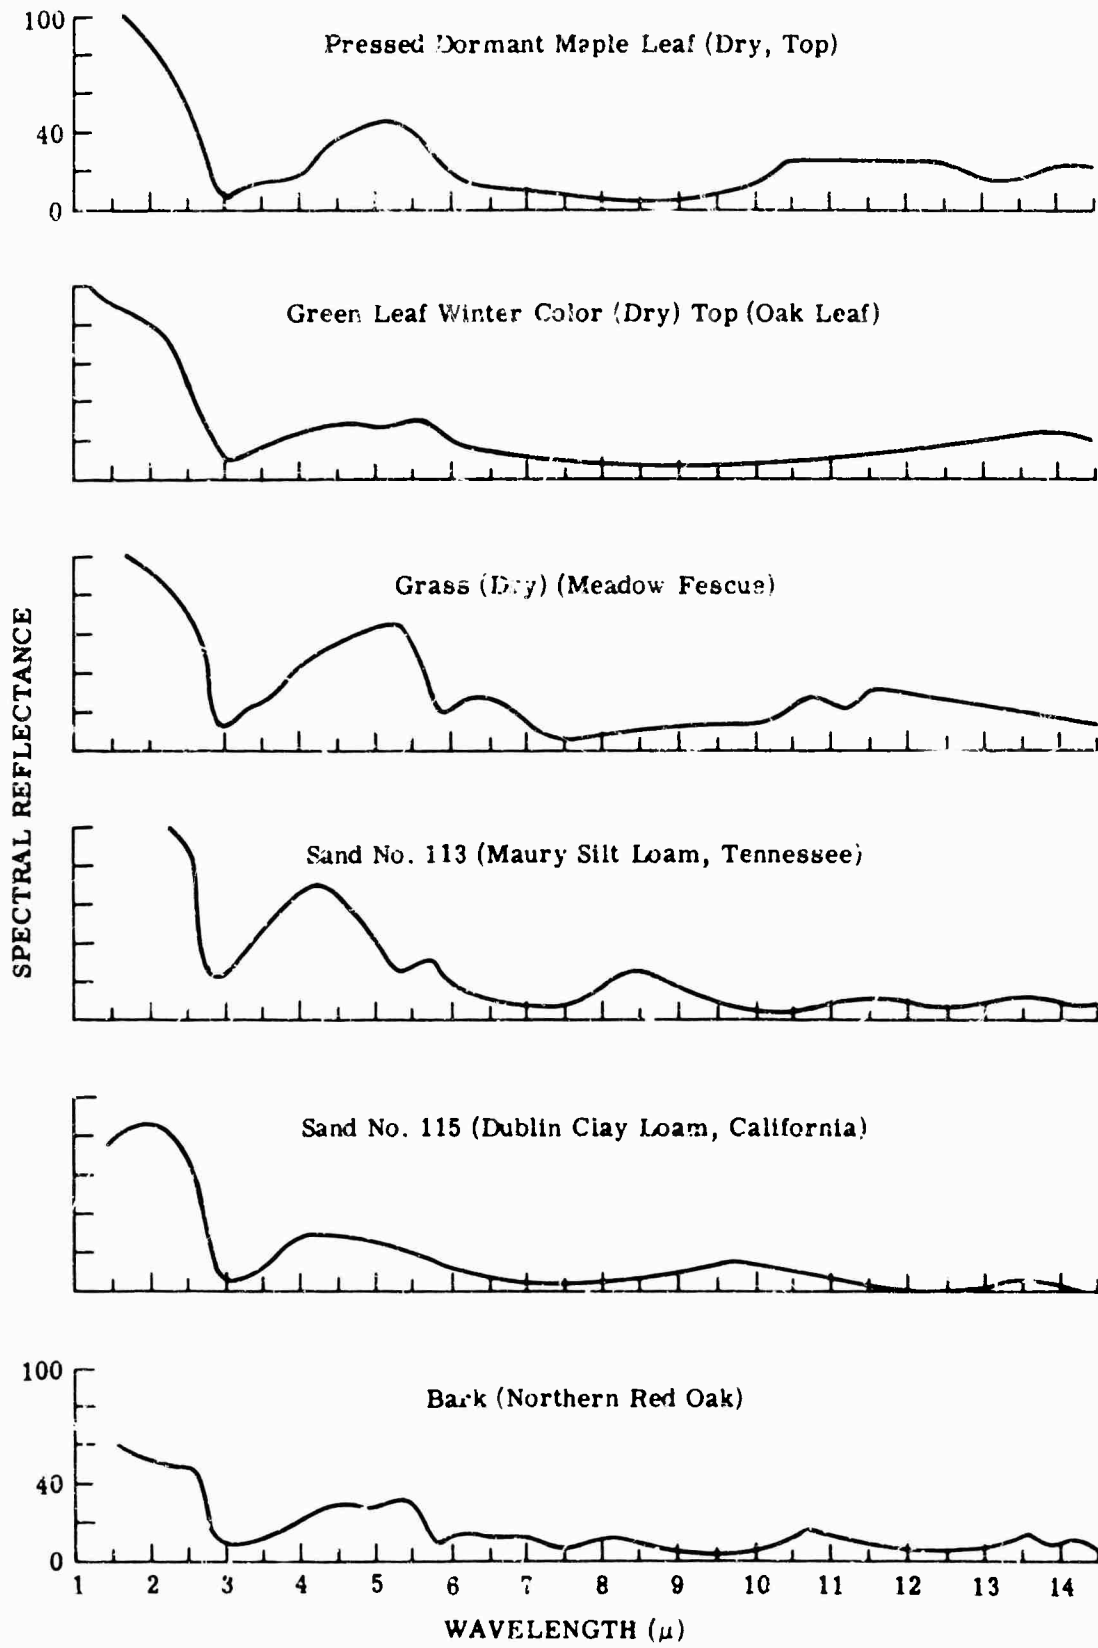 100
Pressed Dormant Maple Leaf (Dry, Top)
40
0
Green Leaf Winter Color (Dry) Top (Oak Leaf)
Grass (Dry) (Meadow Fescue)
SPECTRAL REFLECTANCE
Sand No. 113 (Maury Silt Loam, Tennessee)
Sand No. 115 (Dublin Clay Loam, California)
100
Bark (Northern Red Oak)
40
0
1 2 3 4 5 6 7 8 9 10 11 12 13 14
WAVELENGTH (μ)